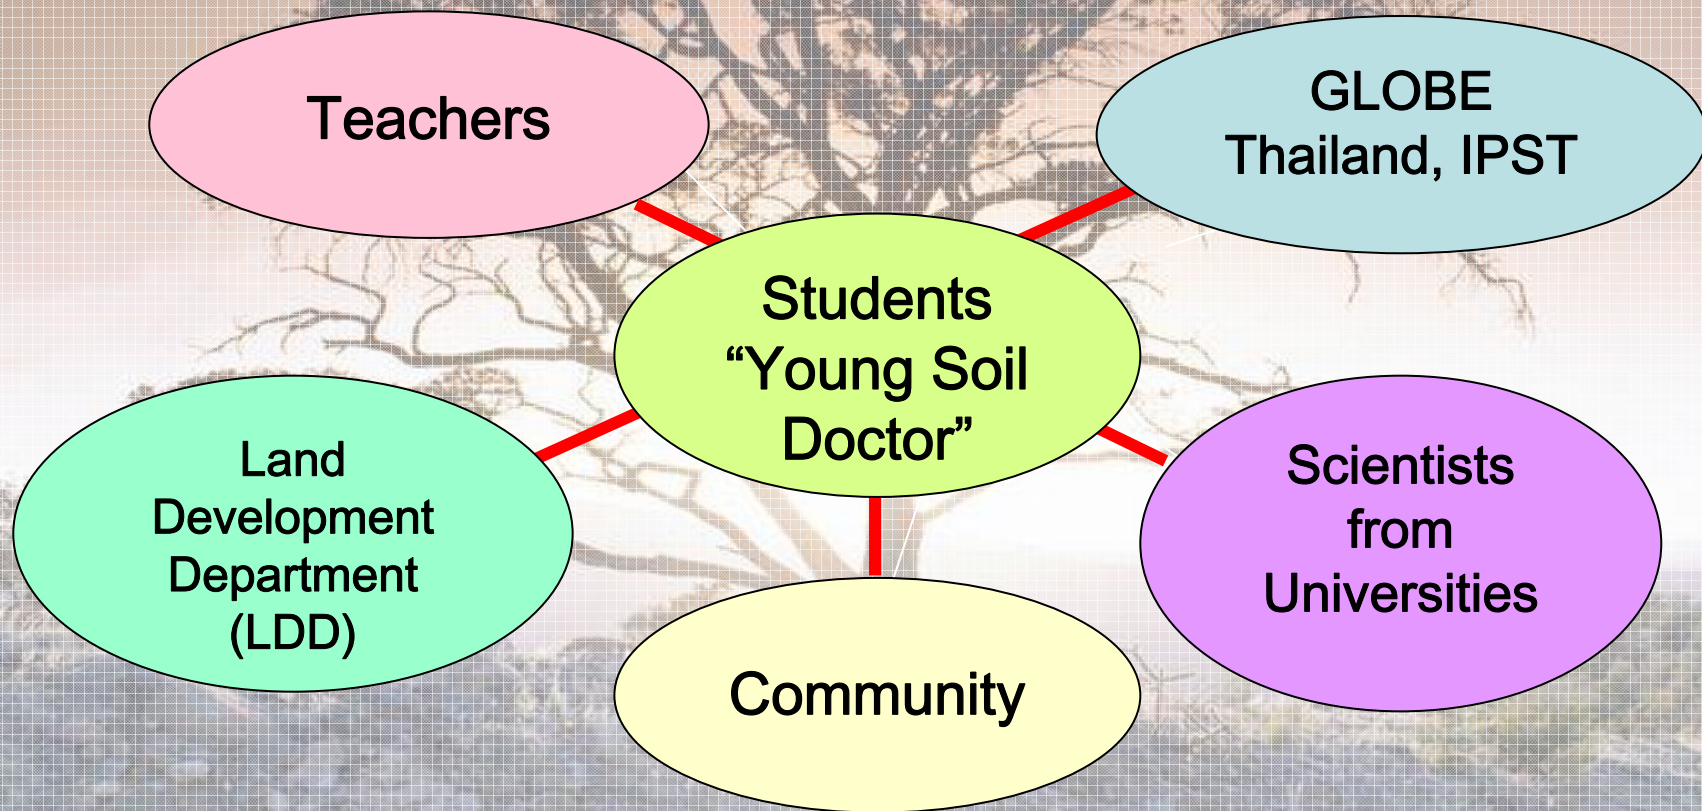 Teachers
GLOBE
Thailand, IPST
Students
“Young Soil
Doctor”
Land
Development
Department
(LDD)
Scientists
from
Universities
Community